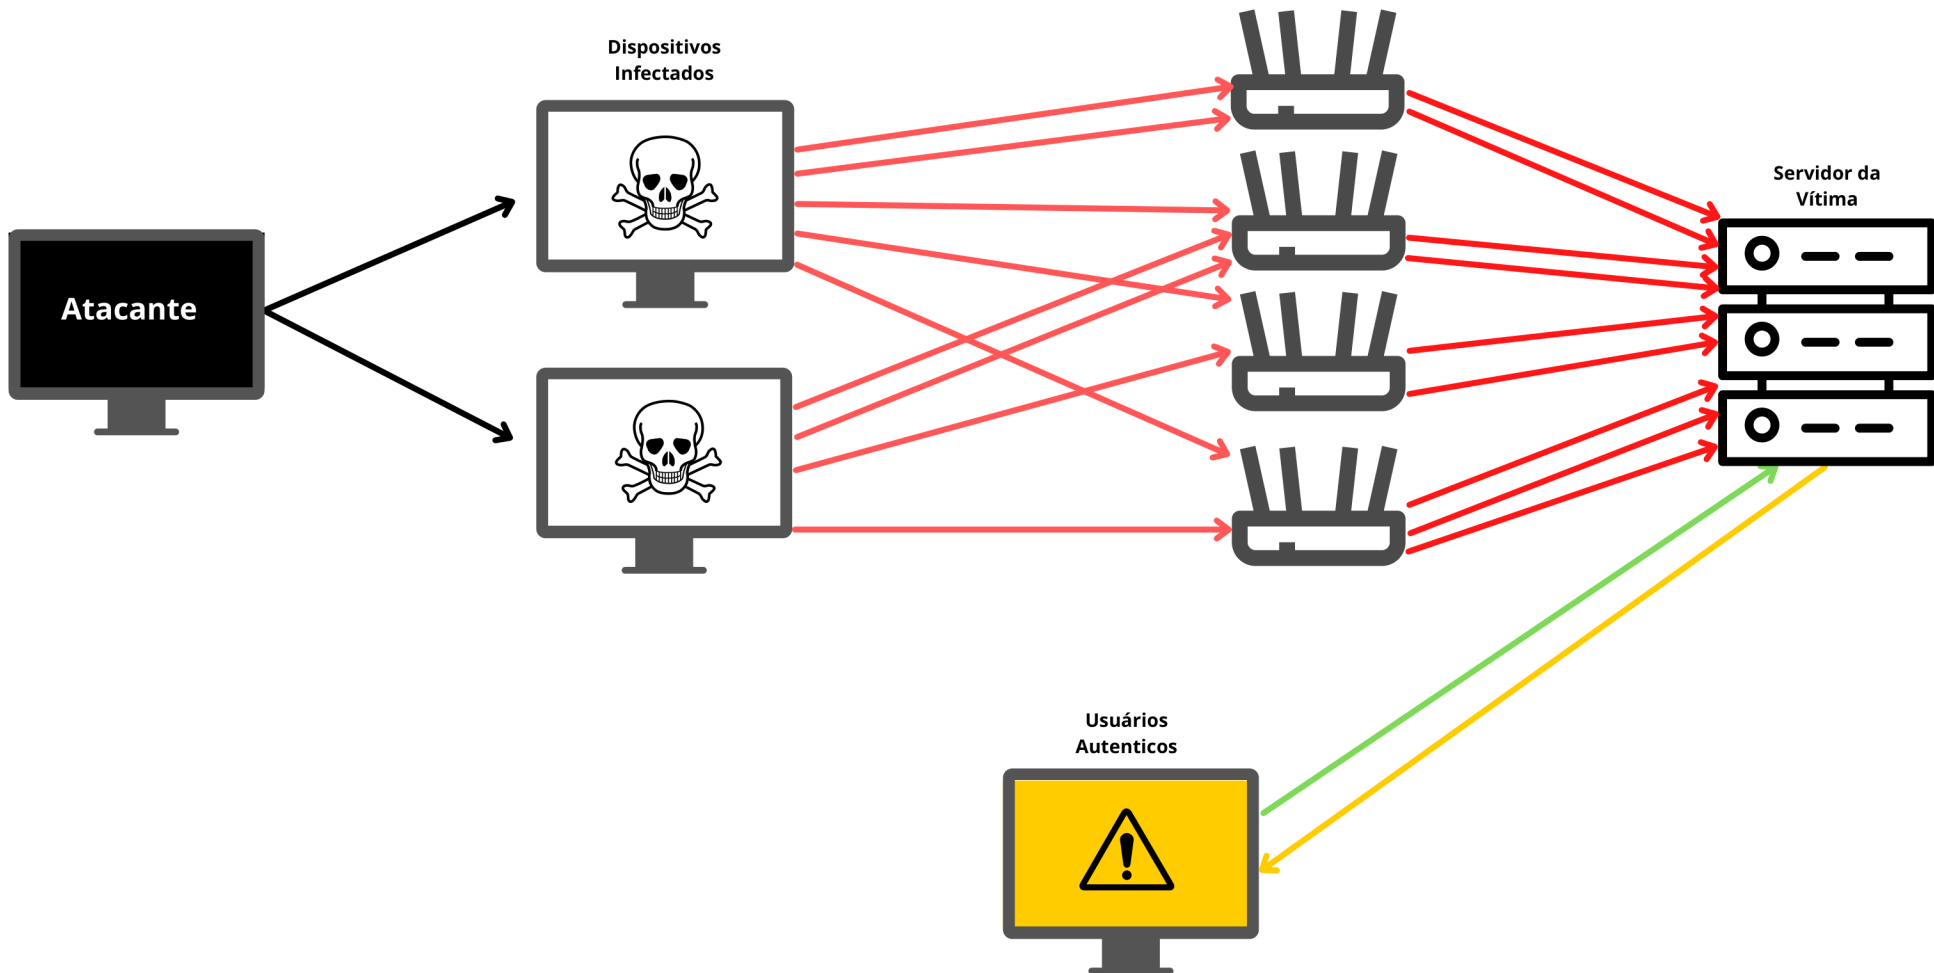 Dispositivos
Infectados
Servidor da
Vítima
Atacante
Usuários
Autenticos